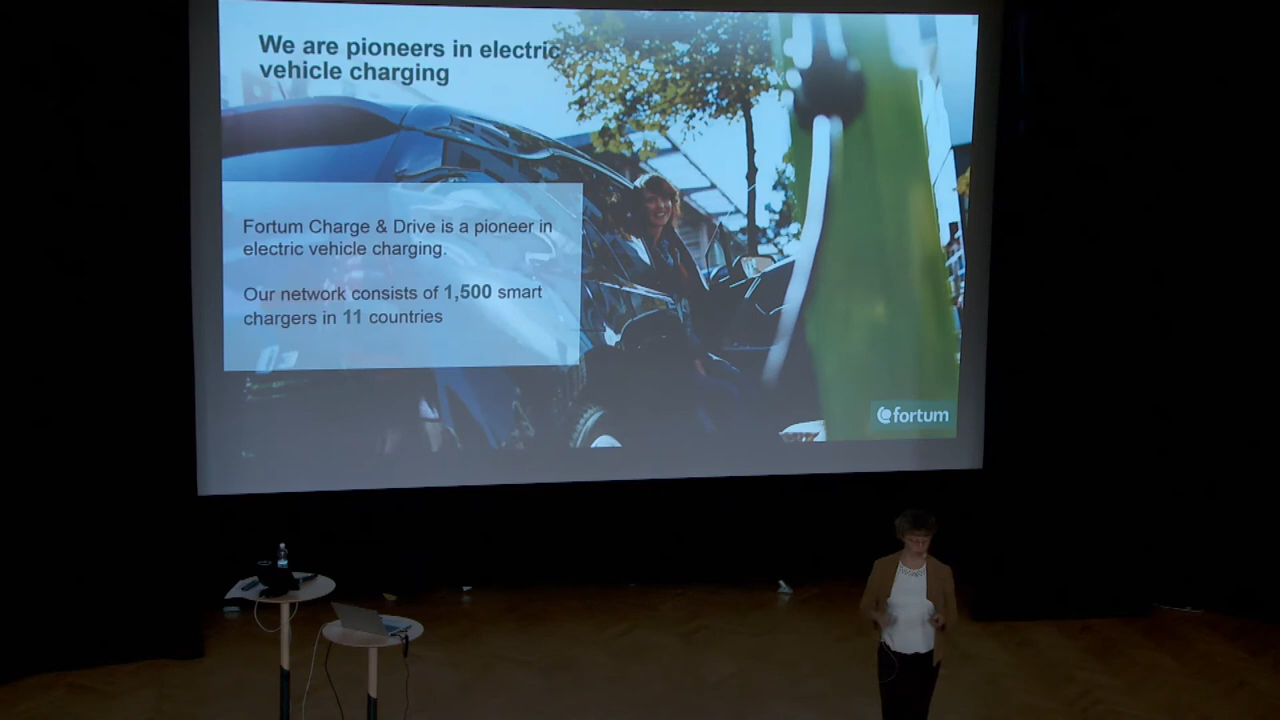 We are pioneers in electric
vehicle charging
Fortum Charge & Drive is a pioneer in
electric vehicle charging.
Our network consists of 1,500 smart
chargers in 11 countries
fortum